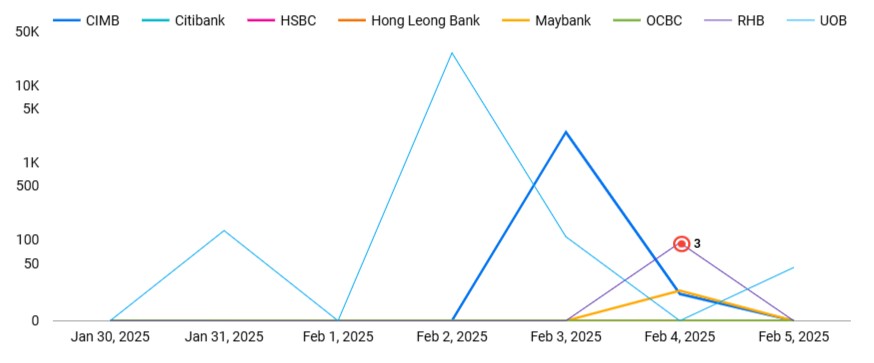 CIMB Citibank HSBC Hong Leong Bank Maybank OCBC RHB UOB
50K
10K
5K
1K
500
100
50
0
3
Jan 30, 2025 Jan 31, 2025 Feb 1, 2025 Feb 2, 2025 Feb 3, 2025 Feb 4, 2025 Feb 5, 2025